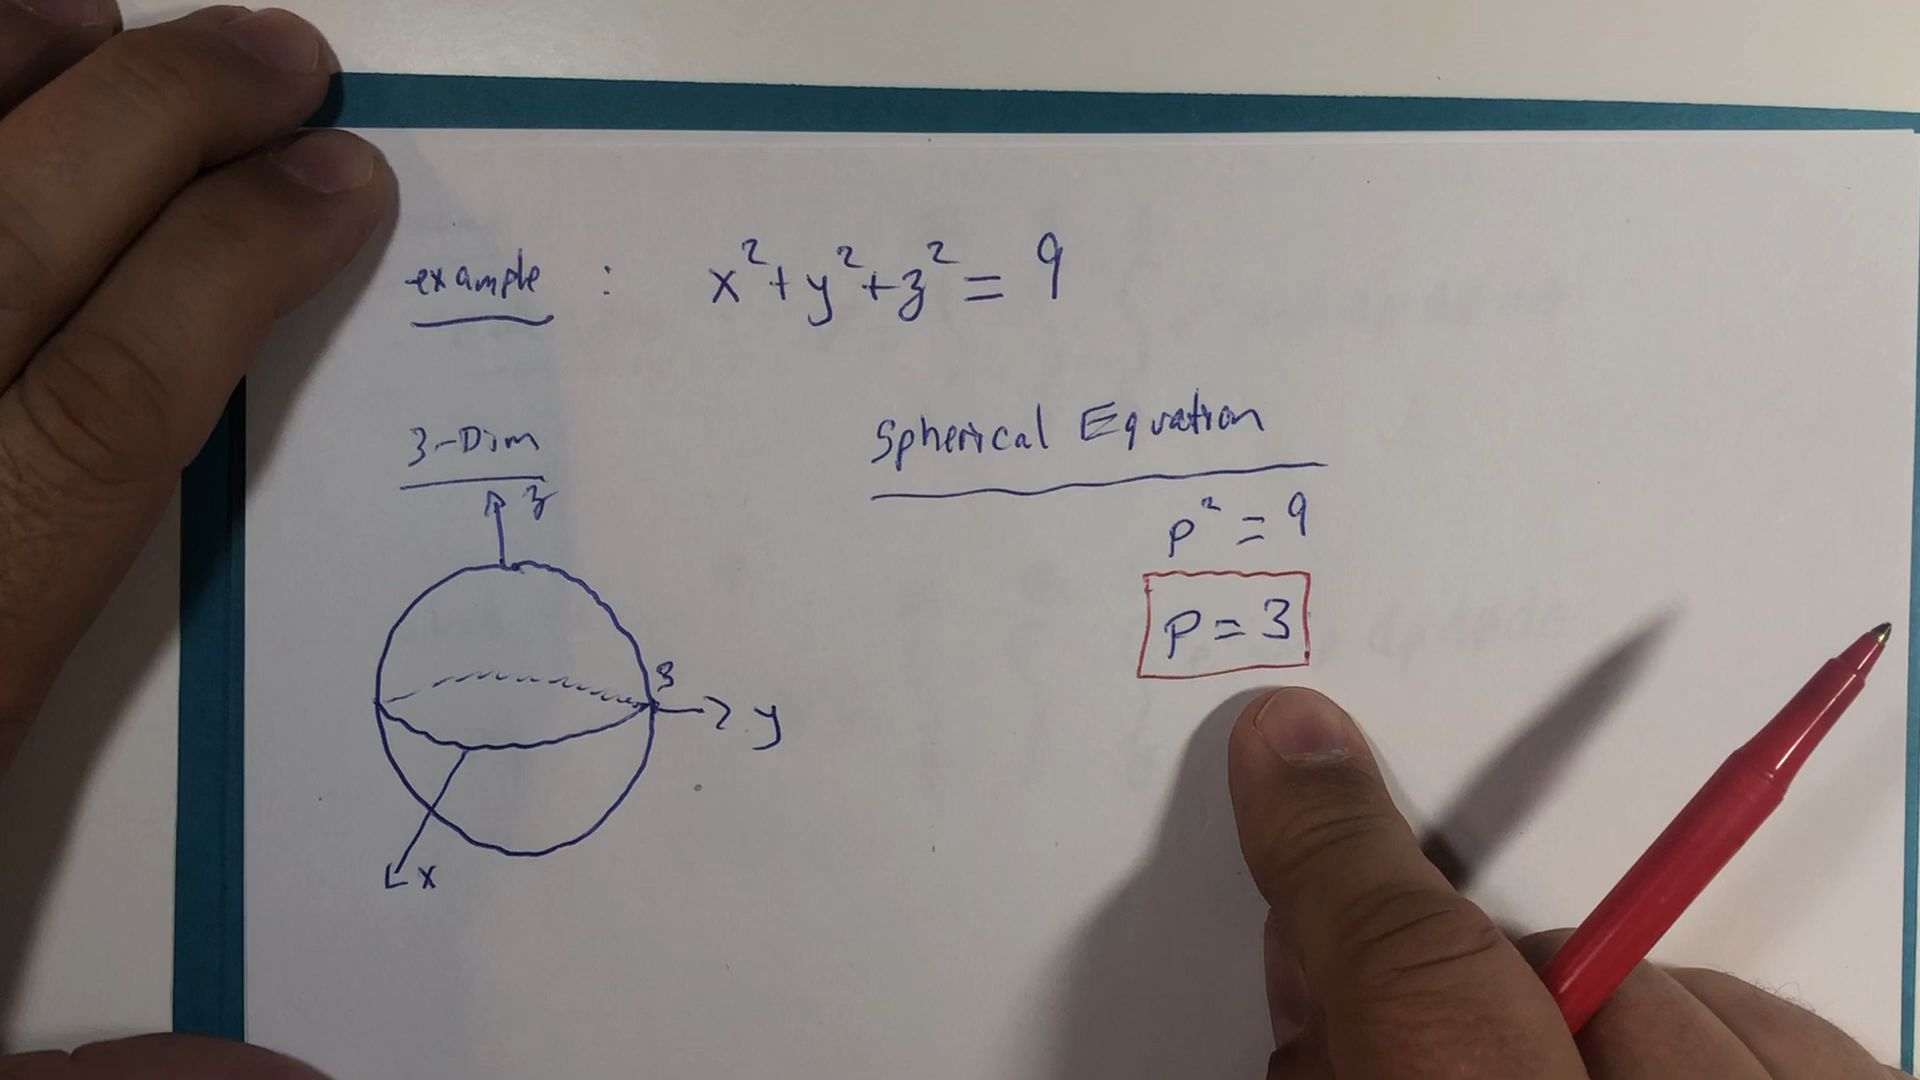 example : x² + y² + z² = 9
3-Dim
Spherical Equation
z
ρ² = 9
ρ = 3
3
y
x